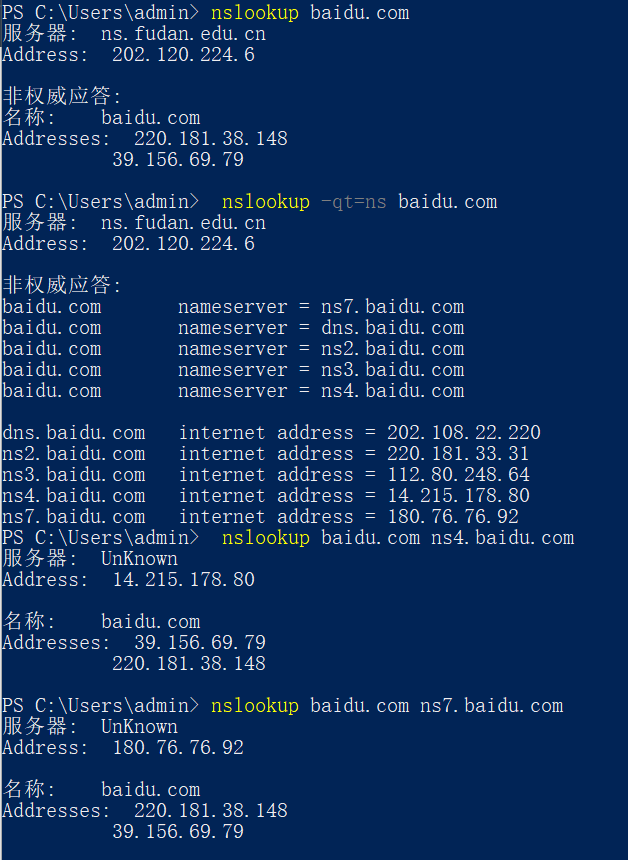 PS C:\Users\admin> nslookup baidu.com
服务器:  ns.fudan.edu.cn
Address:  202.120.224.6
非权威应答:
名称:    baidu.com
Addresses:  220.181.38.148
          39.156.69.79
PS C:\Users\admin>  nslookup -qt=ns baidu.com
服务器:  ns.fudan.edu.cn
Address:  202.120.224.6
非权威应答:
baidu.com       nameserver = ns7.baidu.com
baidu.com       nameserver = dns.baidu.com
baidu.com       nameserver = ns2.baidu.com
baidu.com       nameserver = ns3.baidu.com
baidu.com       nameserver = ns4.baidu.com
dns.baidu.com   internet address = 202.108.22.220
ns2.baidu.com   internet address = 220.181.33.31
ns3.baidu.com   internet address = 112.80.248.64
ns4.baidu.com   internet address = 14.215.178.80
ns7.baidu.com   internet address = 180.76.76.92
PS C:\Users\admin>  nslookup baidu.com ns4.baidu.com
服务器:  UnKnown
Address:  14.215.178.80
名称:    baidu.com
Addresses:  39.156.69.79
          220.181.38.148
PS C:\Users\admin> nslookup baidu.com ns7.baidu.com
服务器:  UnKnown
Address:  180.76.76.92
名称:    baidu.com
Addresses:  220.181.38.148
          39.156.69.79